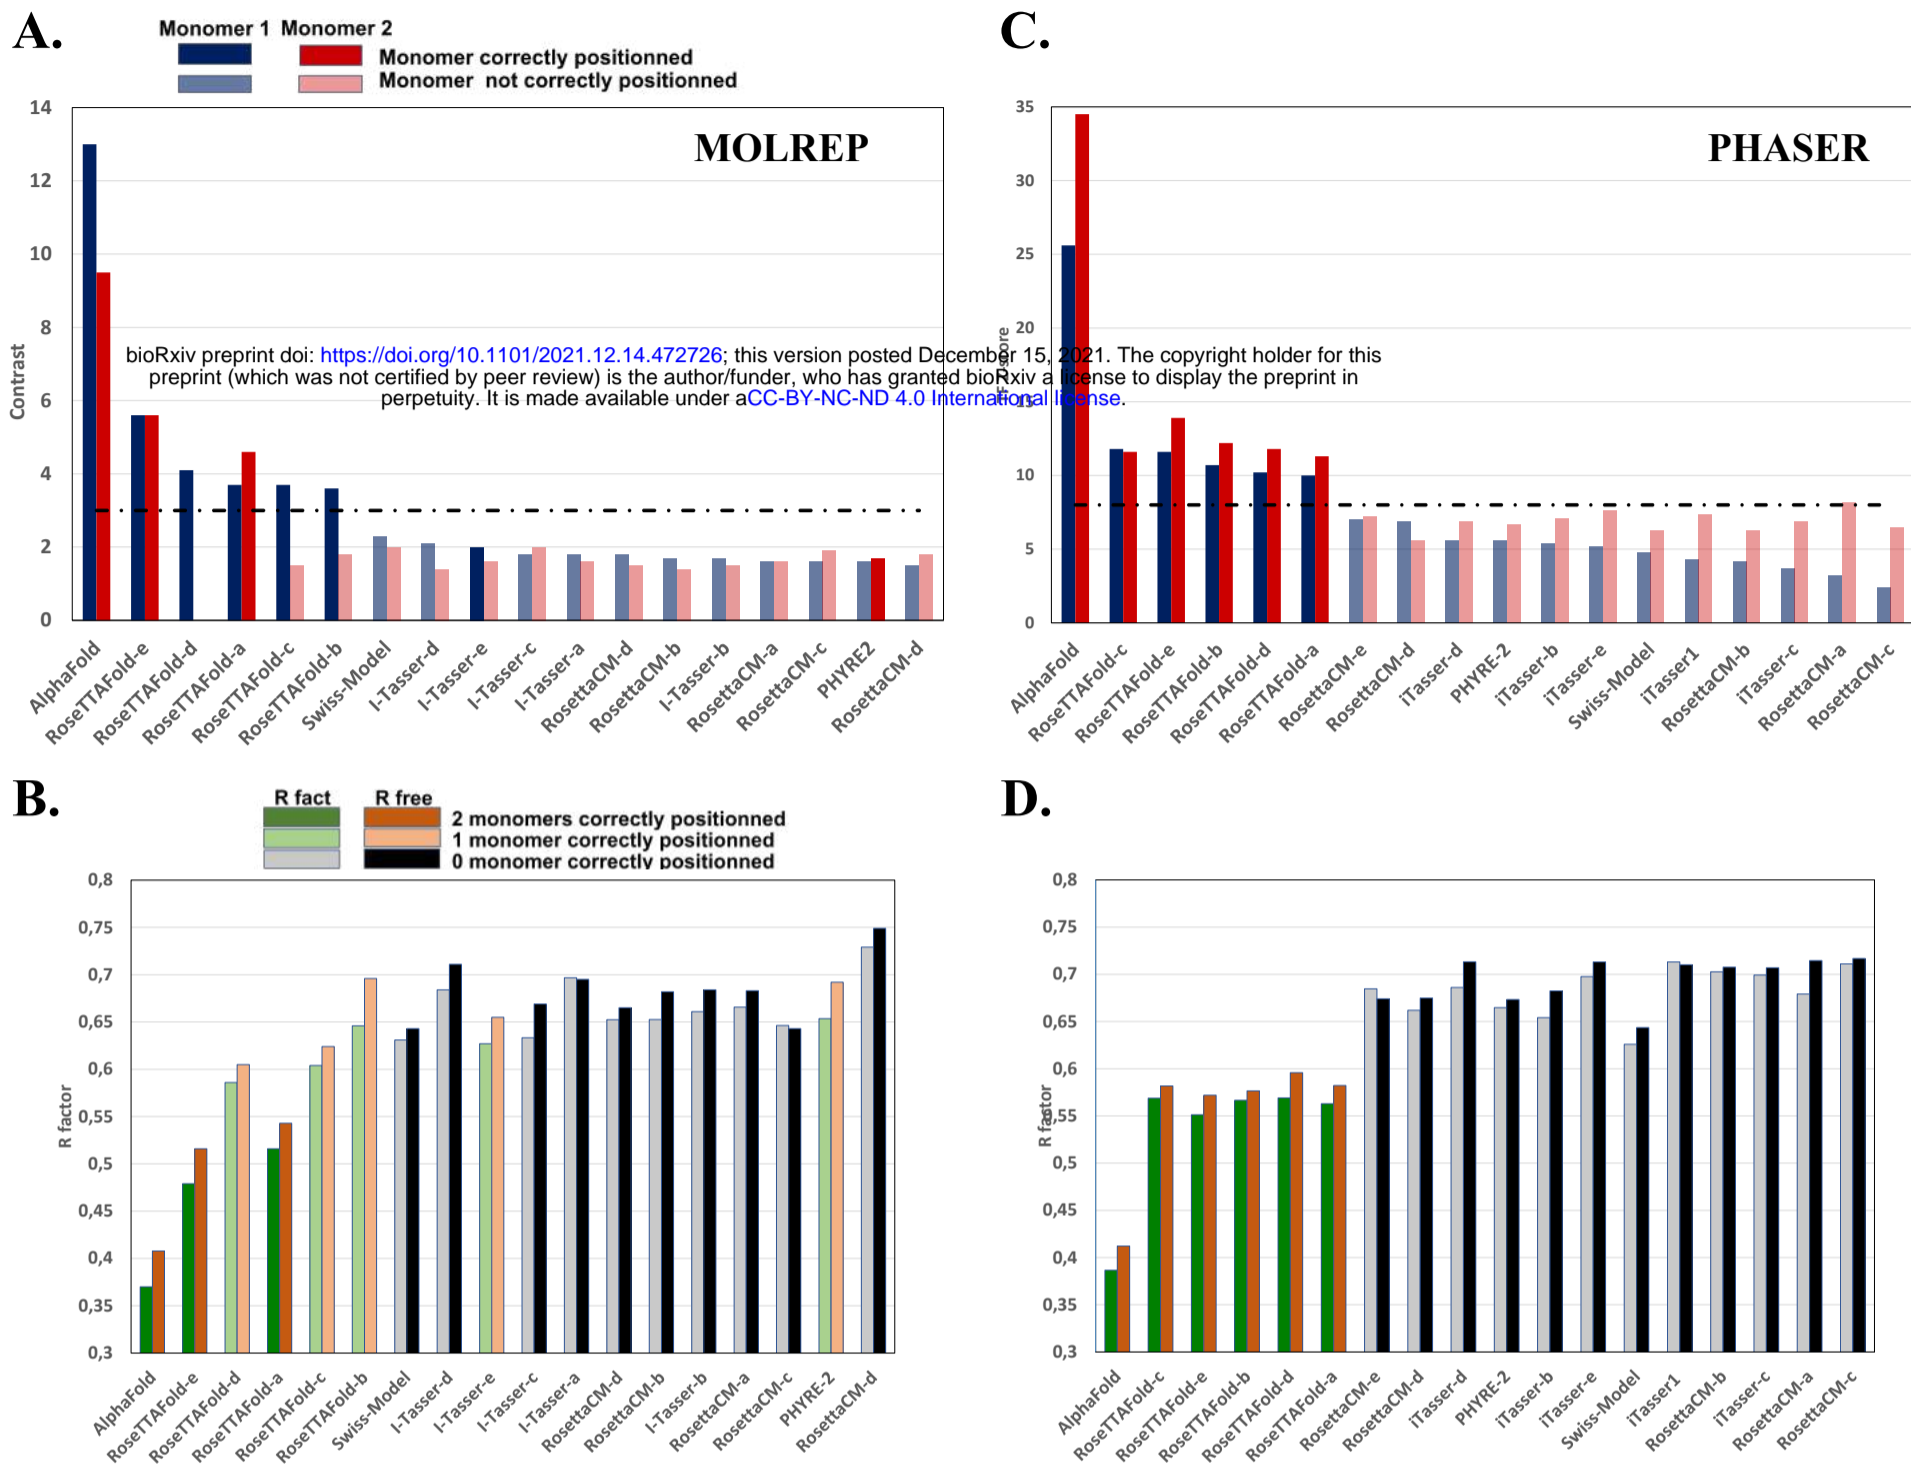 A.
Monomer 1 Monomer 2
Monomer correctly positionned
Monomer not correctly positionned
MOLREP
Contrast
14
12
10
8
6
4
2
0
AlphaFold
RoseTTAFold-e
RoseTTAFold-d
RoseTTAFold-a
RoseTTAFold-c
RoseTTAFold-b
Swiss-Model
I-Tasser-d
I-Tasser-e
I-Tasser-c
I-Tasser-a
RosettaCM-d
RosettaCM-b
I-Tasser-b
RosettaCM-a
RosettaCM-c
PHYRE2
RosettaCM-d
C.
PHASER
35
30
25
20
15
10
5
0
AlphaFold
RoseTTAFold-c
RoseTTAFold-e
RoseTTAFold-b
RoseTTAFold-d
RoseTTAFold-a
RosettaCM-e
RosettaCM-d
iTasser-d
PHYRE-2
iTasser-b
iTasser-e
Swiss-Model
iTasser1
RosettaCM-b
iTasser-c
RosettaCM-a
RosettaCM-c
bioRxiv preprint doi: https://doi.org/10.1101/2021.12.14.472726; this version posted December 15, 2021. The copyright holder for this
preprint (which was not certified by peer review) is the author/funder, who has granted bioRxiv a license to display the preprint in
perpetuity. It is made available under aCC-BY-NC-ND 4.0 International license.
B.
R fact R free
2 monomers correctly positionned
1 monomer correctly positionned
0 monomer correctly positionned
R factor
0,8
0,75
0,7
0,65
0,6
0,55
0,5
0,45
0,4
0,35
0,3
AlphaFold
RoseTTAFold-e
RoseTTAFold-d
RoseTTAFold-a
RoseTTAFold-c
RoseTTAFold-b
Swiss-Model
I-Tasser-d
I-Tasser-e
I-Tasser-c
I-Tasser-a
RosettaCM-d
RosettaCM-b
I-Tasser-b
RosettaCM-a
RosettaCM-c
PHYRE-2
RosettaCM-d
D.
R factor
0,8
0,75
0,7
0,65
0,6
0,55
0,5
0,45
0,4
0,35
0,3
AlphaFold
RoseTTAFold-c
RoseTTAFold-e
RoseTTAFold-b
RoseTTAFold-d
RoseTTAFold-a
RosettaCM-e
RosettaCM-d
iTasser-d
PHYRE-2
iTasser-b
iTasser-e
Swiss-Model
iTasser1
RosettaCM-b
iTasser-c
RosettaCM-a
RosettaCM-c